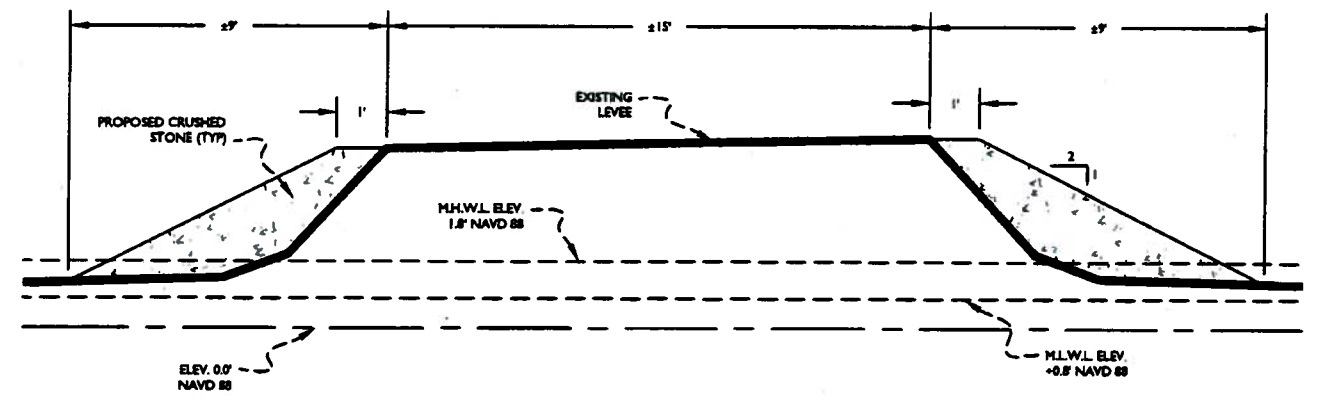 ±9'
±15'
±9'
1'
EXISTING
LEVEE
1'
PROPOSED CRUSHED
STONE (TYP)
2
1
M.H.W.L. ELEV.
1.8' NAVD 88
ELEV. 0.0'
NAVD 88
M.L.W.L. ELEV.
+0.8' NAVD 88